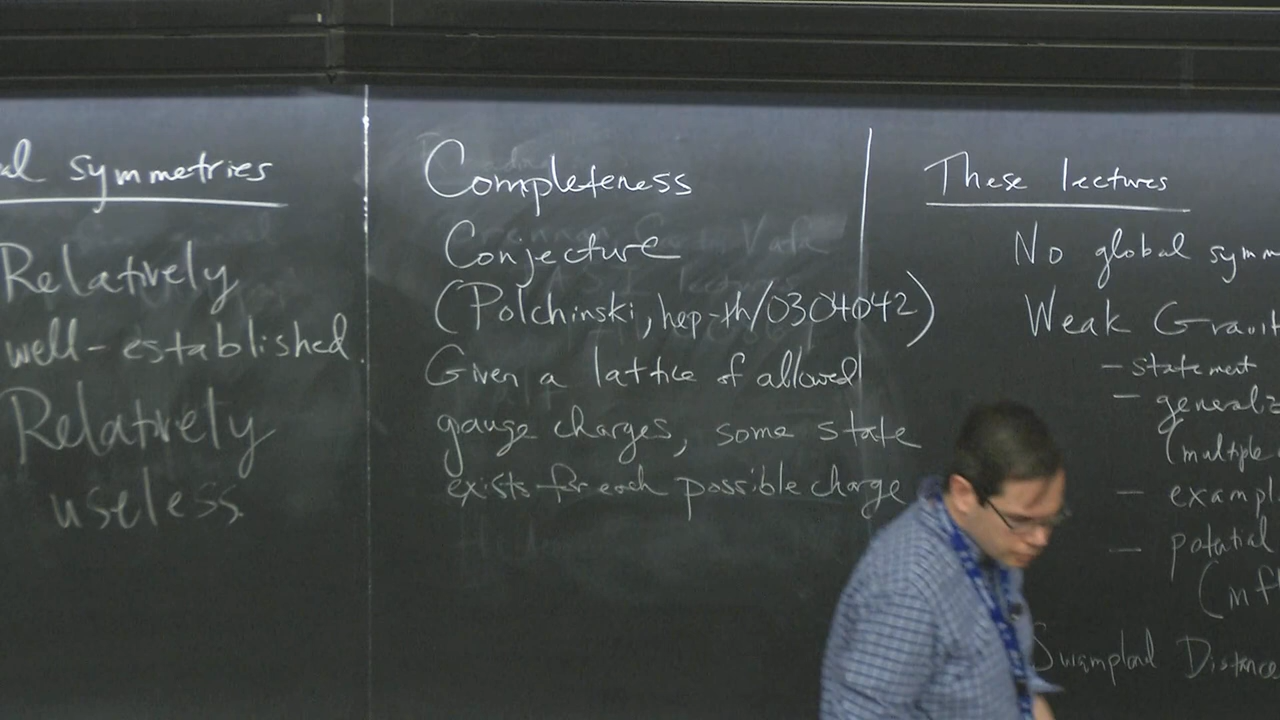 al symmetries
Relatively
well-established.
Relatively
useless.
Completeness
Conjecture
(Polchinski, hep-th/0304042)
Given a lattice of allowed
gauge charges, some state
exists for each possible charge
These lectures
No global symm
Weak Gravit
- statement
- generaliz
(multiple
- exampl
- potential
(inf
Swampland Distance